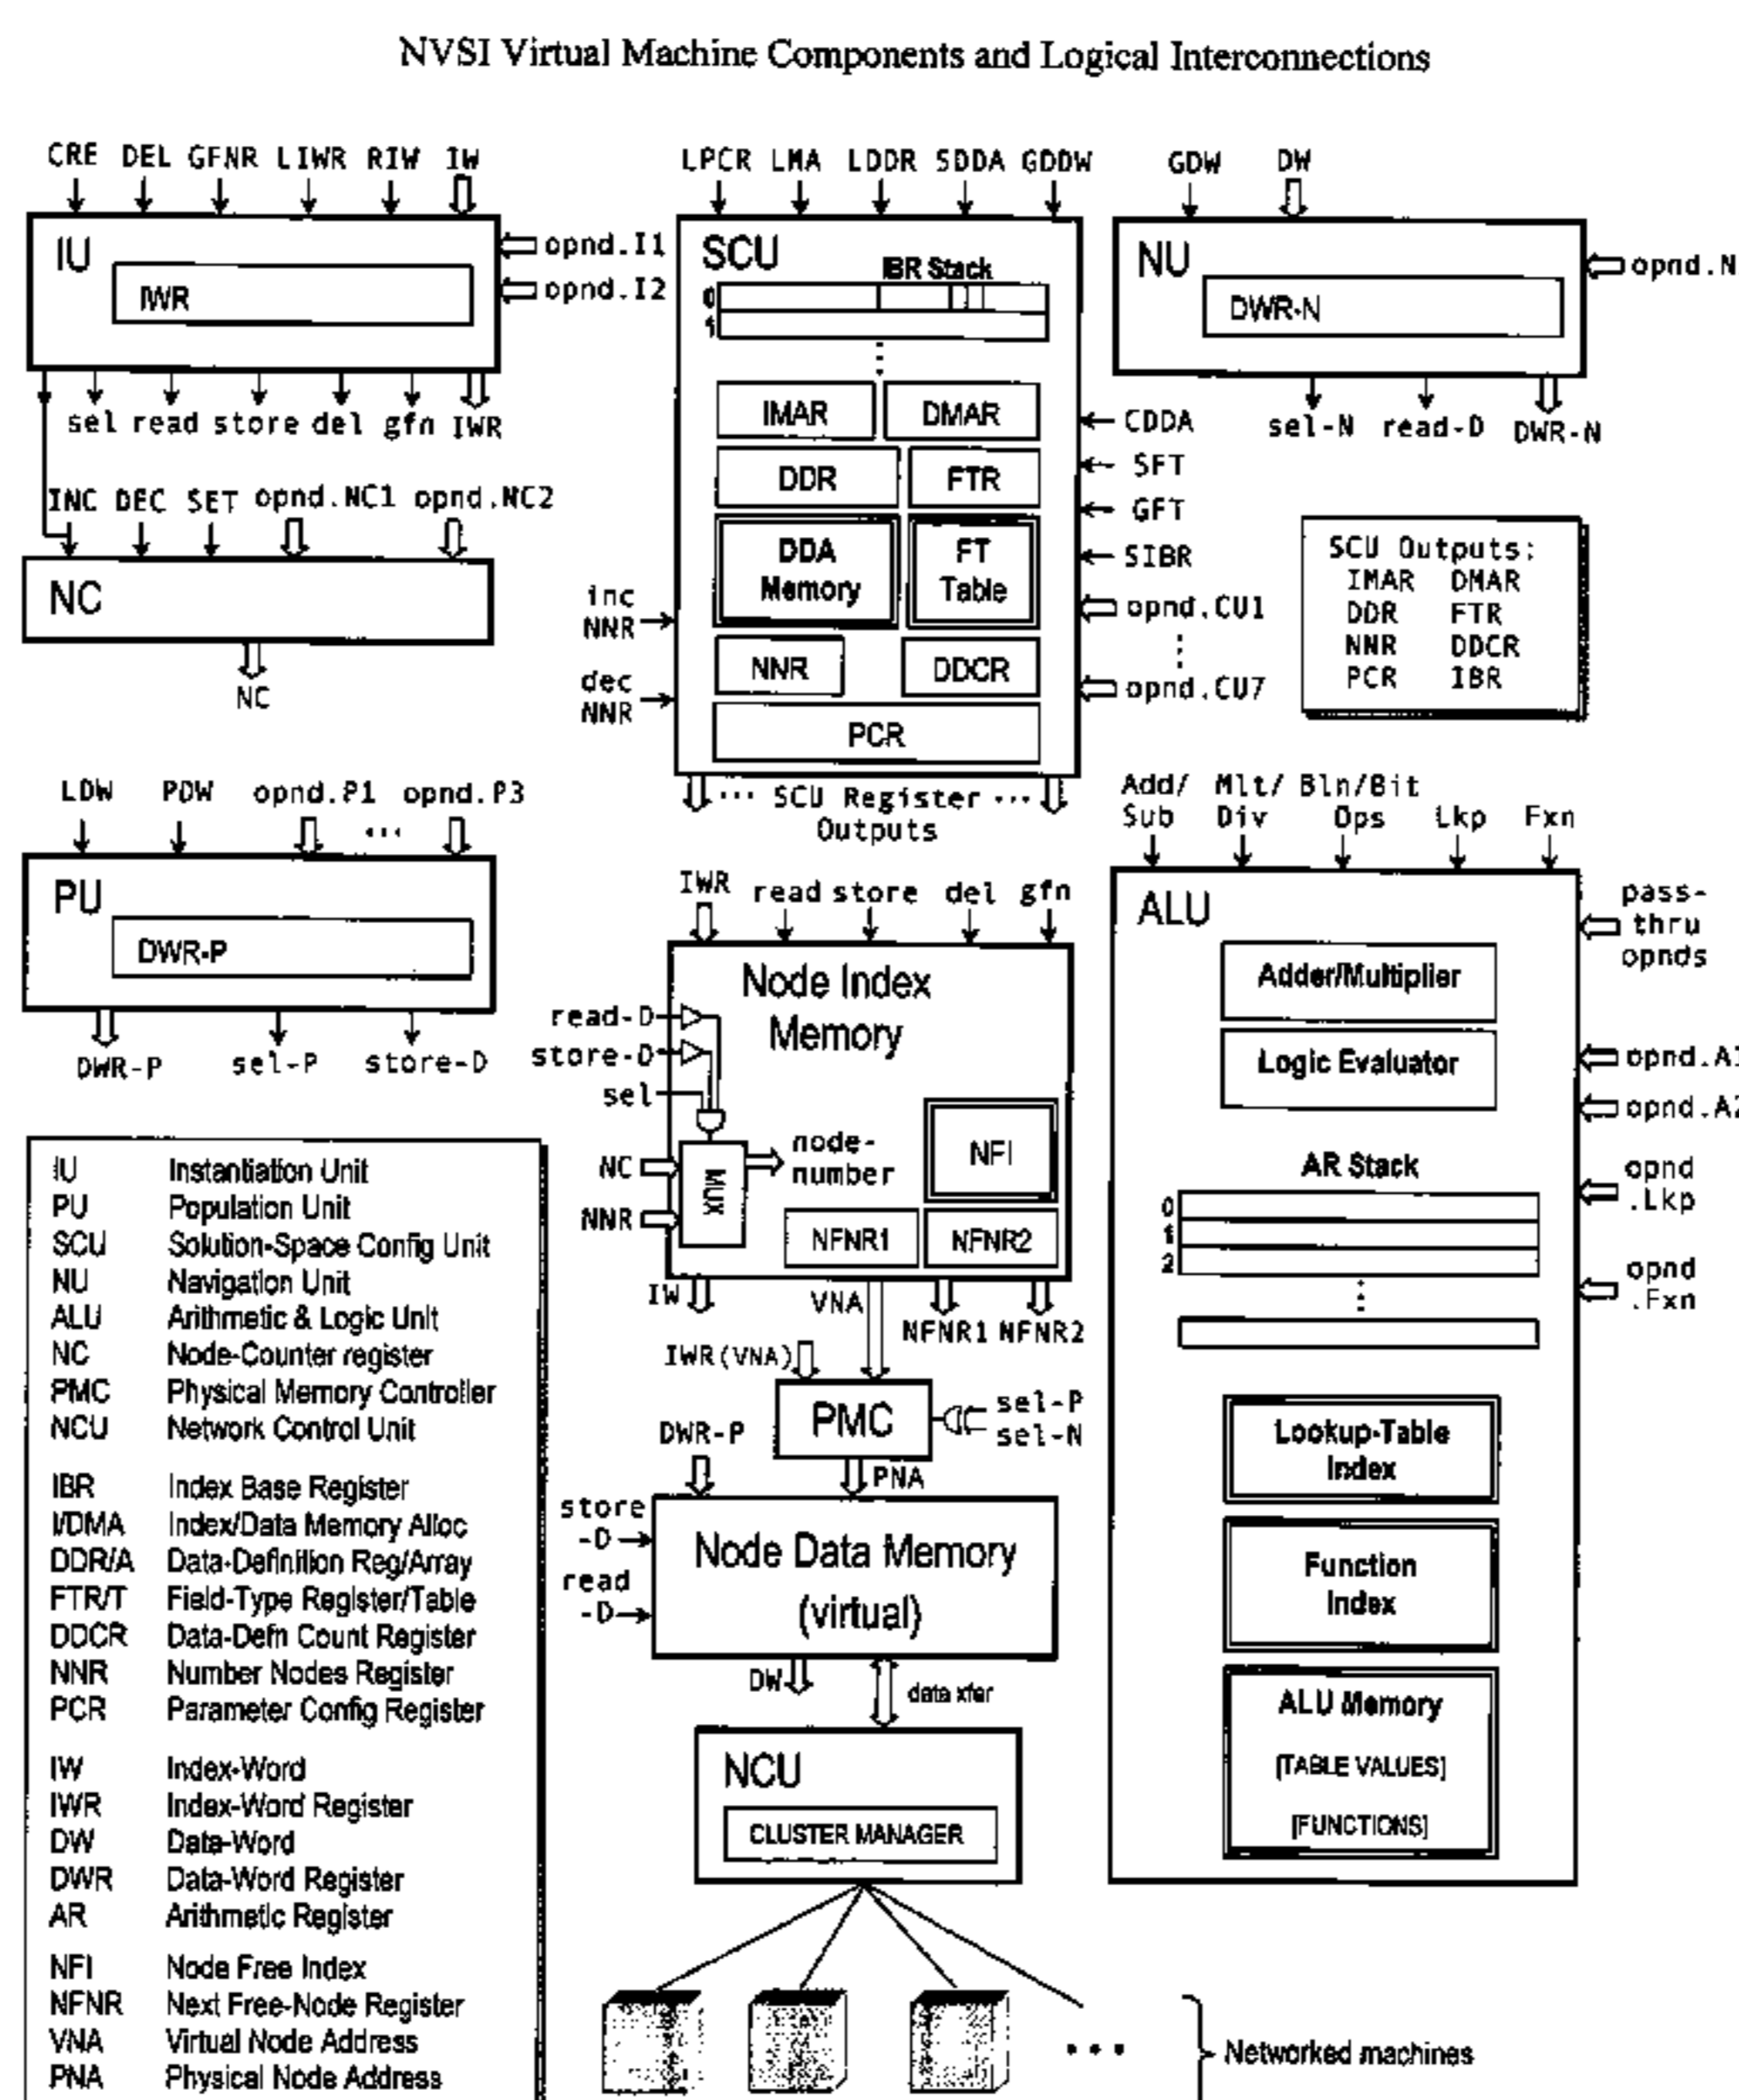 NVSI Virtual Machine Components and Logical Interconnections
CRE DEL GFNR LIWR RIW IW
IU
IWR
opnd.I1
opnd.I2
sel read store del gfn IWR
INC DEC SET opnd.NC1 opnd.NC2
NC
NC
LDW PDW opnd.P1 ... opnd.P3
PU
DWR-P
DWR-P sel-P store-D
LPCR LMA LDDR SDDA GDDW
SCU
IBR Stack
0
1
IMAR DMAR
DDR FTR
DDA
Memory
FT
Table
NNR DDCR
PCR
inc
NNR
dec
NNR
CDDA
SFT
GFT
SIBR
opnd.CU1
opnd.CU7
... SCU Register ...
Outputs
GDW DW
NU
DWR-N
opnd.N
sel-N read-D DWR-N
SCU Outputs:
IMAR DMAR
DDR FTR
NNR DDCR
PCR IBR
IWR read store del gfn
Node Index
Memory
read-D
store-D
sel
NC
NNR
MUX
node-
number
NFI
NFNR1 NFNR2
IW VNA NFNR1 NFNR2
IWR(VNA)
PMC
sel-P
sel-N
DWR-P
PNA
store
-D
read
-D
Node Data Memory
(virtual)
DW
data xfer
NCU
CLUSTER MANAGER
...
Networked machines
Add/
Sub
Mlt/
Div
Bln/Bit
Ops
Lkp
Fxn
ALU
pass-
thru
opnds
Adder/Multiplier
Logic Evaluator
AR Stack
0
1
2
opnd
.Lkp
opnd
.Fxn
Lookup-Table
Index
Function
Index
ALU Memory
[TABLE VALUES]
[FUNCTIONS]
IU Instantiation Unit
PU Population Unit
SCU Solution-Space Config Unit
NU Navigation Unit
ALU Arithmetic & Logic Unit
NC Node-Counter register
PMC Physical Memory Controller
NCU Network Control Unit
IBR Index Base Register
I/DMA Index/Data Memory Alloc
DDR/A Data-Definition Reg/Array
FTR/T Field-Type Register/Table
DDCR Data-Defn Count Register
NNR Number Nodes Register
PCR Parameter Config Register
IW Index-Word
IWR Index-Word Register
DW Data-Word
DWR Data-Word Register
AR Arithmetic Register
NFI Node Free Index
NFNR Next Free-Node Register
VNA Virtual Node Address
PNA Physical Node Address